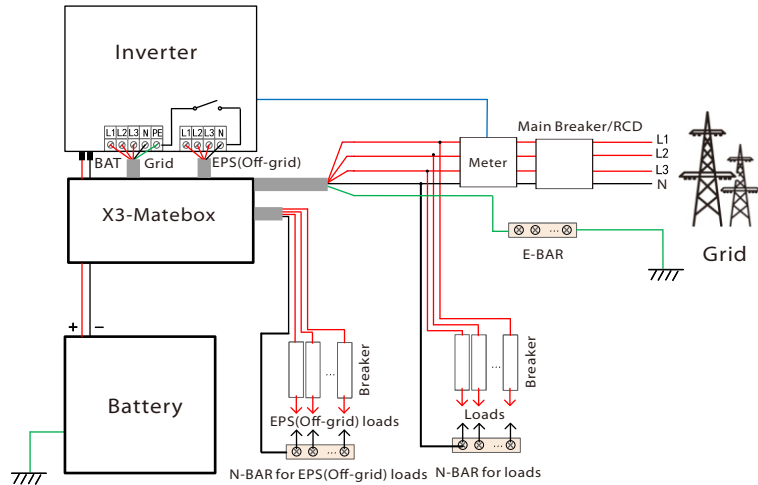 Inverter
L1 L2 L3 N PE
L1 L2 L3 N
BAT
Grid
EPS(Off-grid)
X3-Matebox
Meter
Main Breaker/RCD
L1
L2
L3
N
Grid
...
E-BAR
+ −
Battery
...
Breaker
EPS(Off-grid) loads
...
N-BAR for EPS(Off-grid) loads
...
Breaker
Loads
...
N-BAR for loads